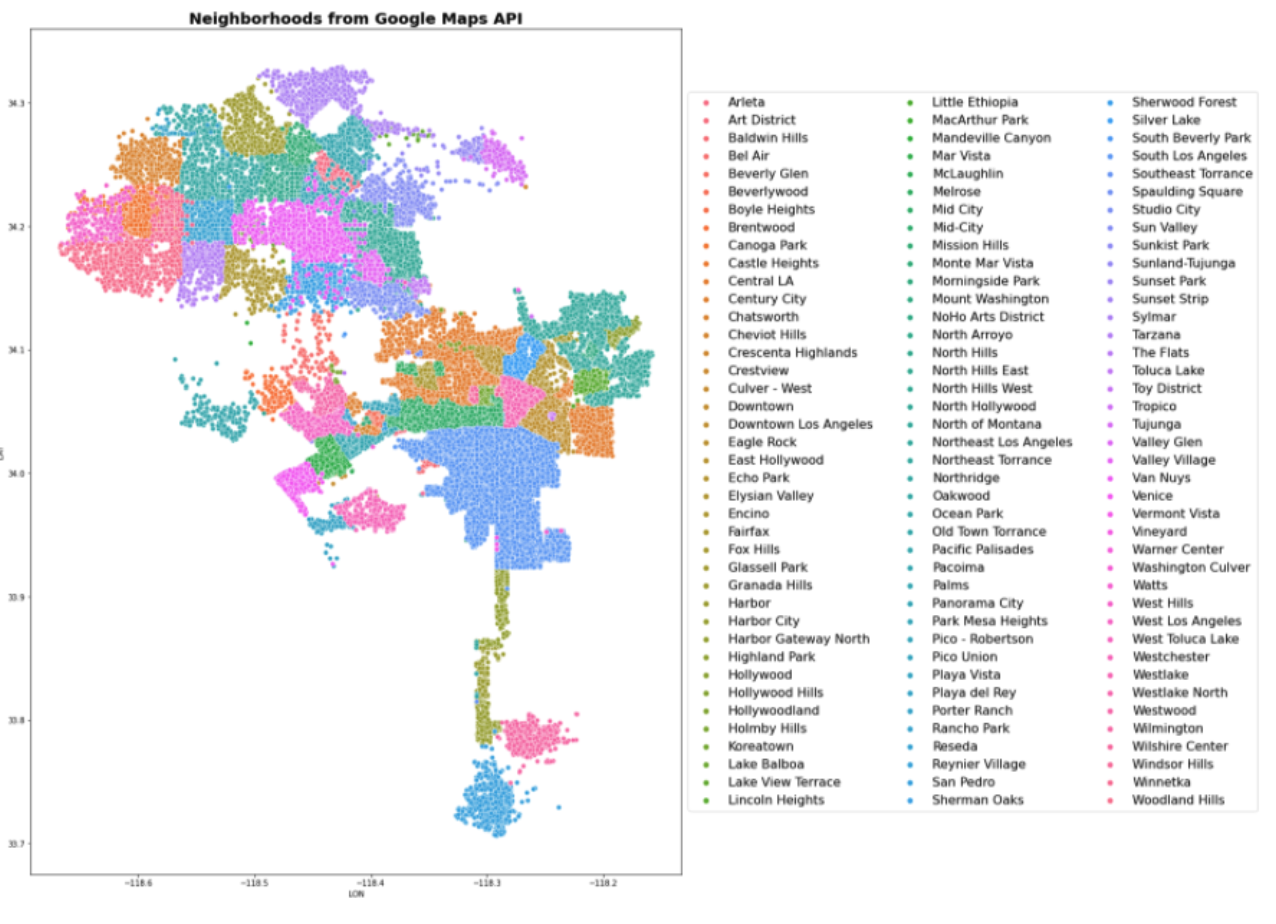 Neighborhoods from Google Maps API
34.3
34.2
34.1
34.0
33.9
33.8
33.7
−118.6
−118.5
−118.4
−118.3
−118.2
LON
Arleta
Art District
Baldwin Hills
Bel Air
Beverly Glen
Beverlywood
Boyle Heights
Brentwood
Canoga Park
Castle Heights
Central LA
Century City
Chatsworth
Cheviot Hills
Crescenta Highlands
Crestview
Culver - West
Downtown
Downtown Los Angeles
Eagle Rock
East Hollywood
Echo Park
Elysian Valley
Encino
Fairfax
Fox Hills
Glassell Park
Granada Hills
Harbor
Harbor City
Harbor Gateway North
Highland Park
Hollywood
Hollywood Hills
Hollywoodland
Holmby Hills
Koreatown
Lake Balboa
Lake View Terrace
Lincoln Heights
Little Ethiopia
MacArthur Park
Mandeville Canyon
Mar Vista
McLaughlin
Melrose
Mid City
Mid-City
Mission Hills
Monte Mar Vista
Morningside Park
Mount Washington
NoHo Arts District
North Arroyo
North Hills
North Hills East
North Hills West
North Hollywood
North of Montana
Northeast Los Angeles
Northeast Torrance
Northridge
Oakwood
Ocean Park
Old Town Torrance
Pacific Palisades
Pacoima
Palms
Panorama City
Park Mesa Heights
Pico - Robertson
Pico Union
Playa Vista
Playa del Rey
Porter Ranch
Rancho Park
Reseda
Reynier Village
San Pedro
Sherman Oaks
Sherwood Forest
Silver Lake
South Beverly Park
South Los Angeles
Southeast Torrance
Spaulding Square
Studio City
Sun Valley
Sunkist Park
Sunland-Tujunga
Sunset Park
Sunset Strip
Sylmar
Tarzana
The Flats
Toluca Lake
Toy District
Tropico
Tujunga
Valley Glen
Valley Village
Van Nuys
Venice
Vermont Vista
Vineyard
Warner Center
Washington Culver
Watts
West Hills
West Los Angeles
West Toluca Lake
Westchester
Westlake
Westlake North
Westwood
Wilmington
Wilshire Center
Windsor Hills
Winnetka
Woodland Hills